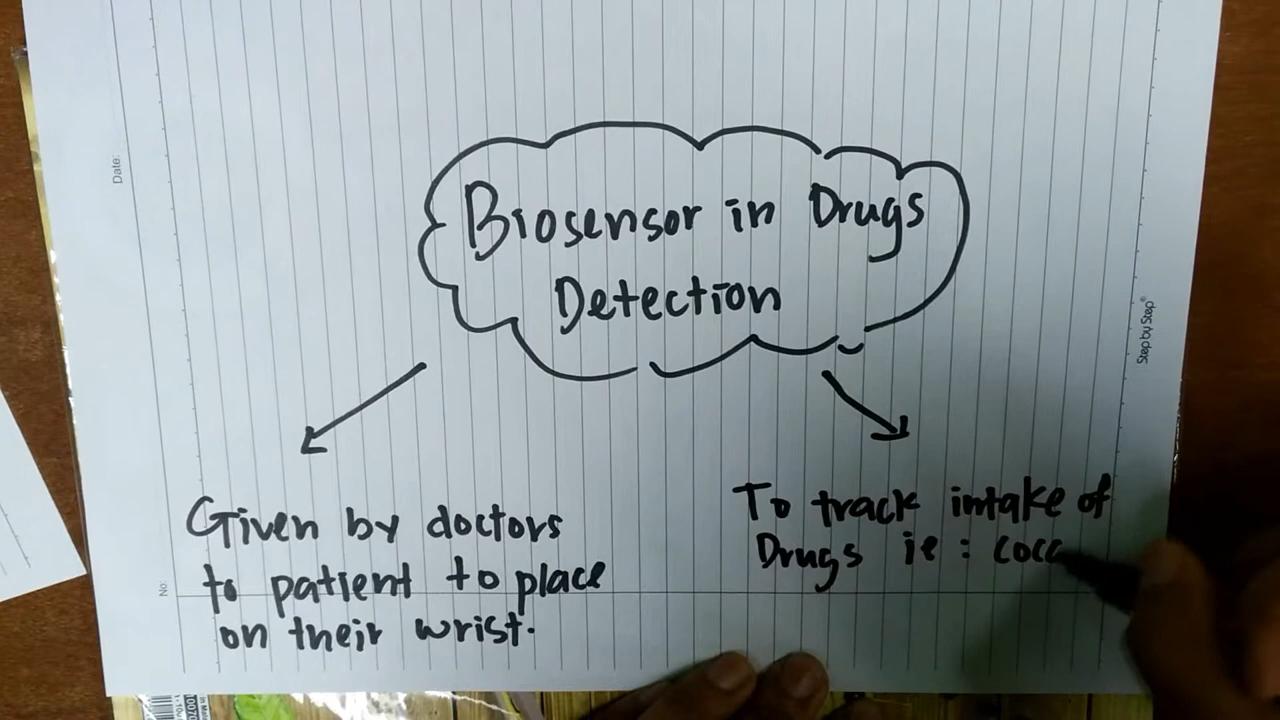 Biosensor in Drugs
Detection
Given by doctors
to patient to place
on their wrist.
To track intake of
Drugs ie : coca
Date:
No:
Step by Step®